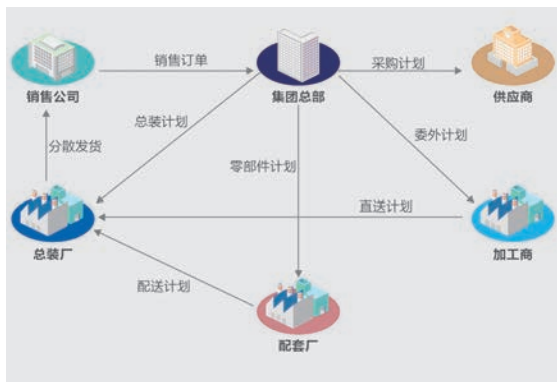 销售订单
采购计划
销售公司
集团总部
供应商
总装计划
委外计划
分散发货
零部件计划
直送计划
总装厂
加工商
配送计划
配套厂